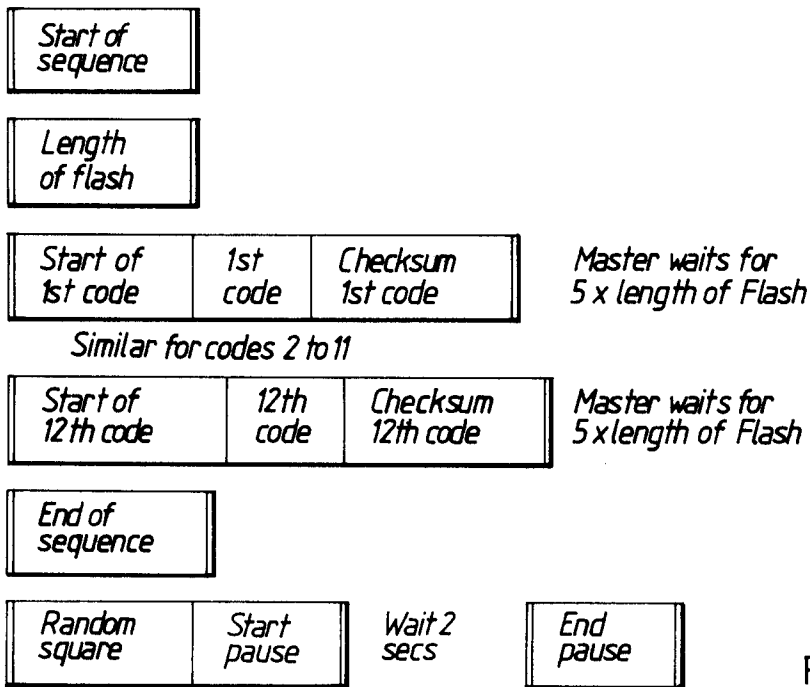 Start of
sequence
Length
of flash
Start of
1st code
1st
code
Checksum
1st code
Master waits for
5 x length of Flash
Similar for codes 2 to 11
Start of
12th code
12th
code
Checksum
12th code
Master waits for
5 x length of Flash
End of
sequence
Random
square
Start
pause
Wait 2
secs
End
pause